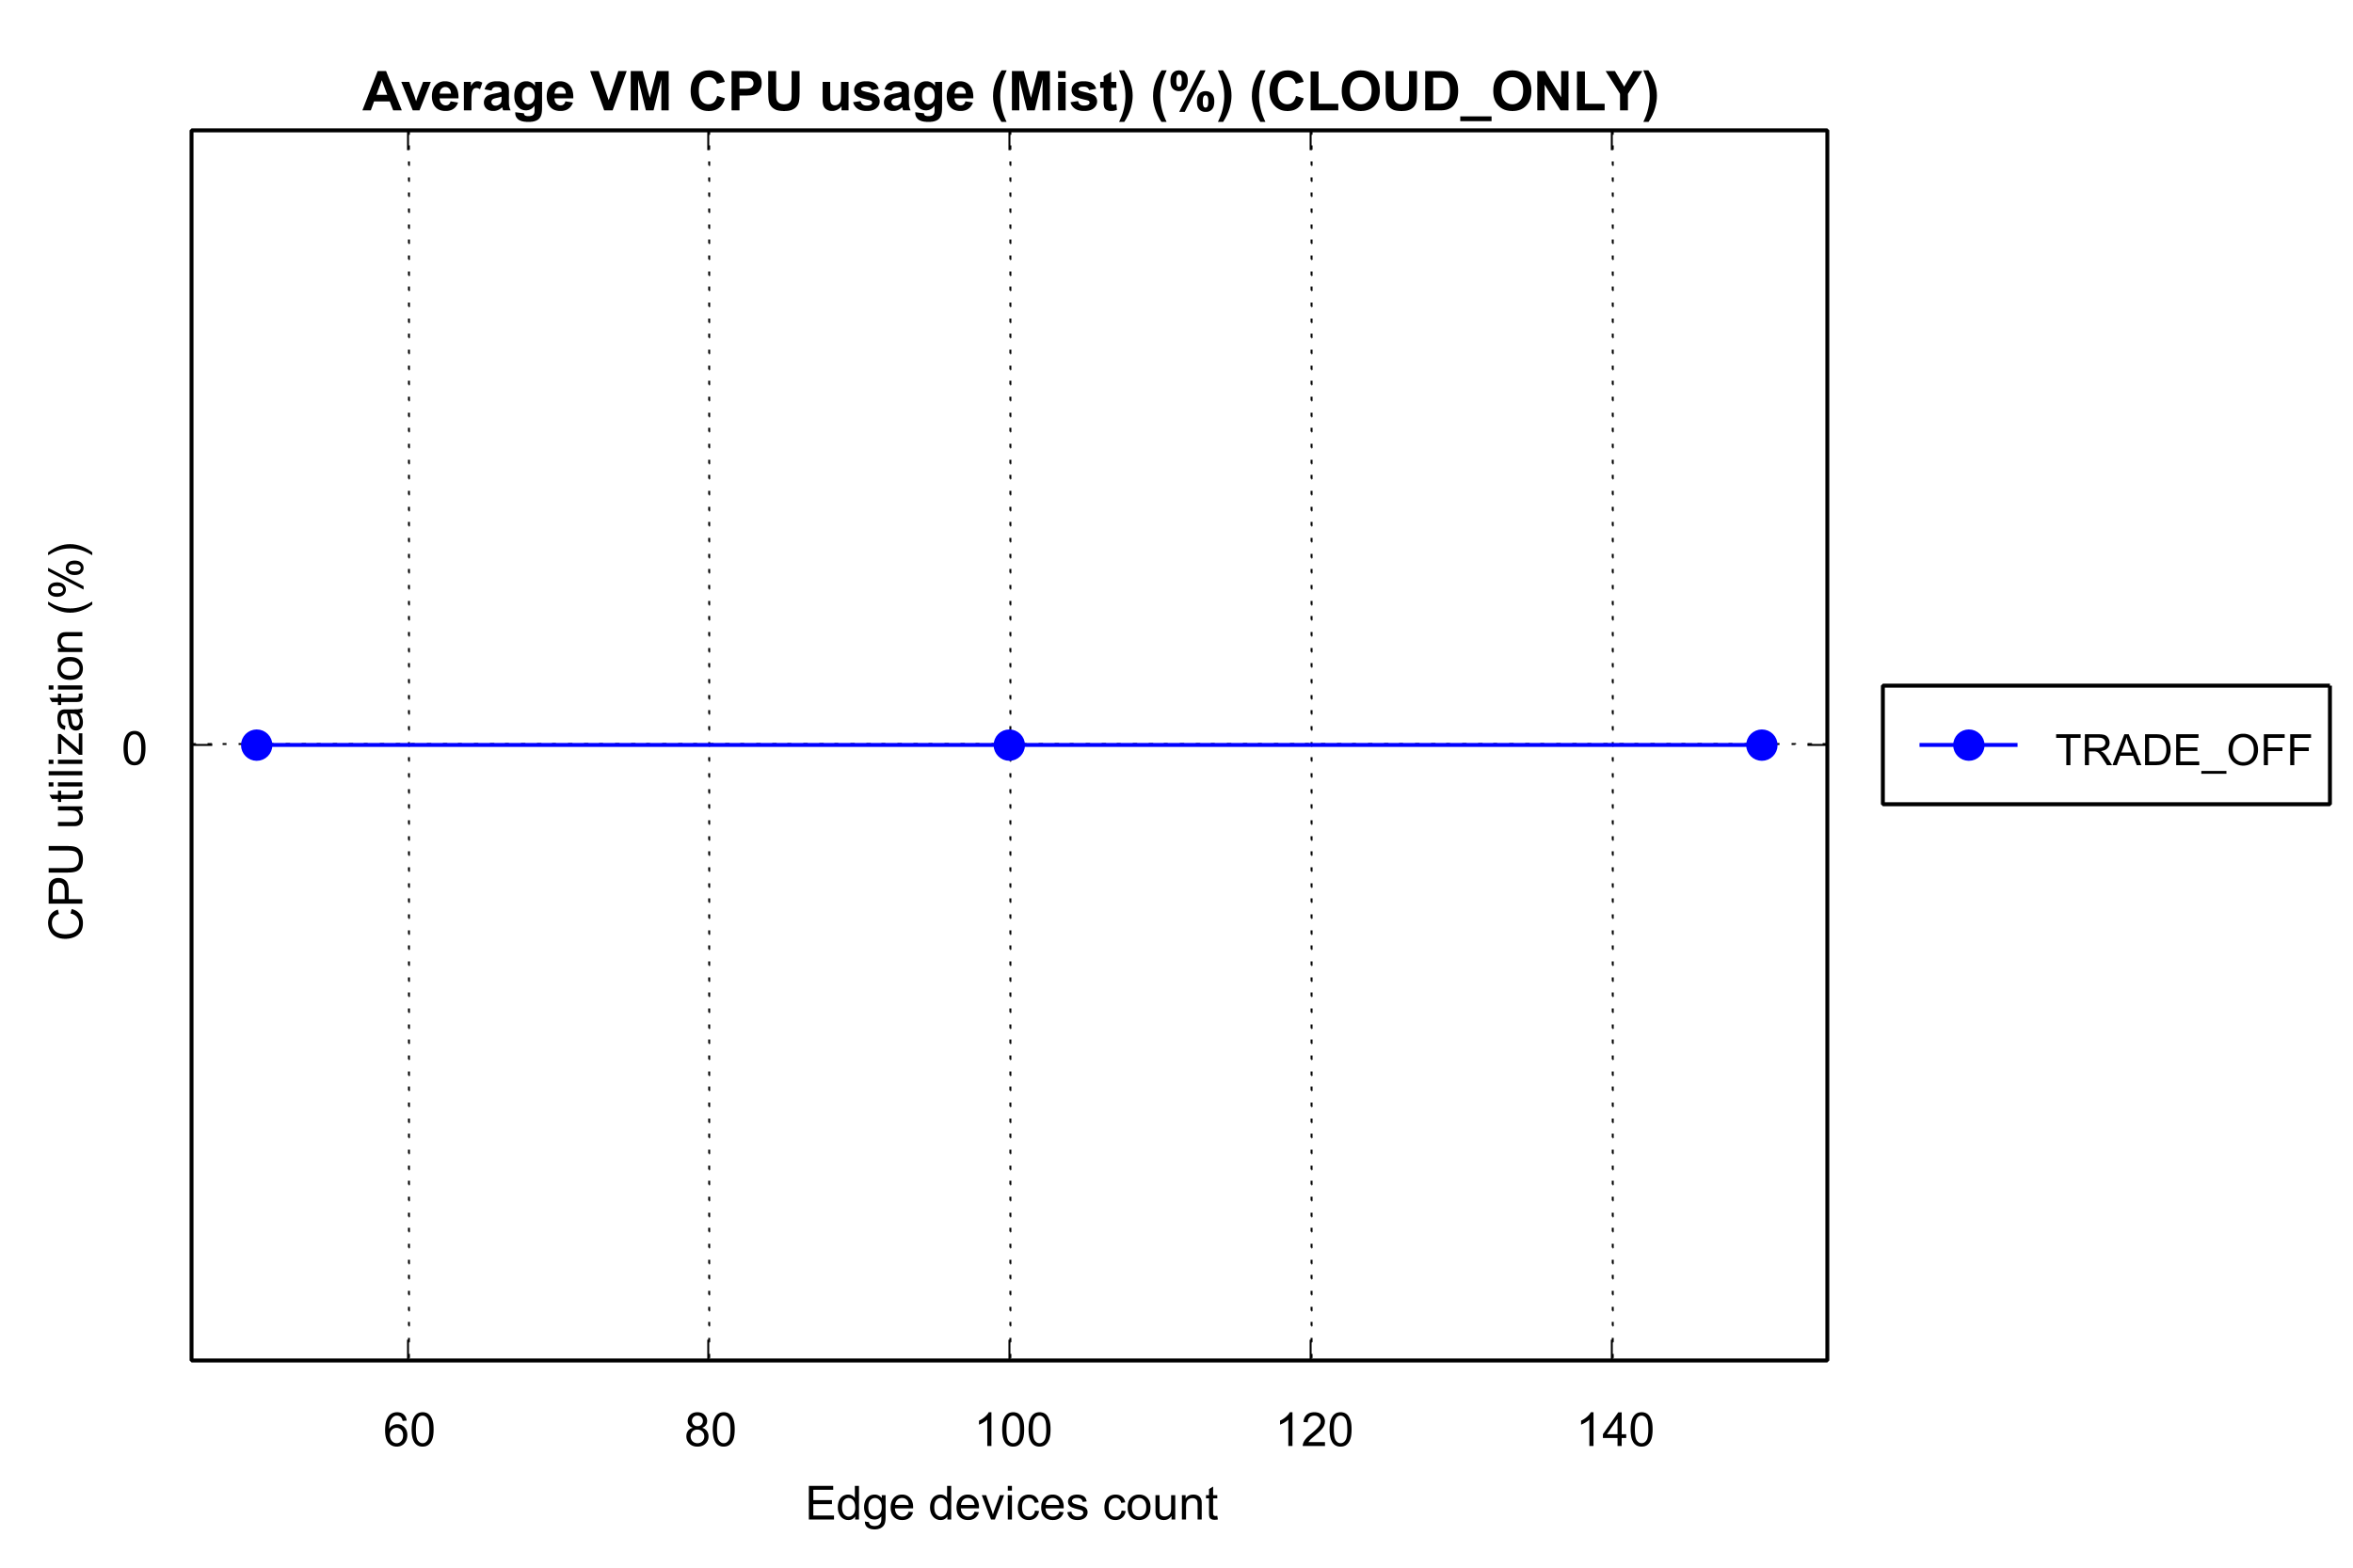 Average VM CPU usage (Mist) (%) (CLOUD_ONLY)
CPU utilization (%)
0
TRADE_OFF
60 80 100 120 140
Edge devices count